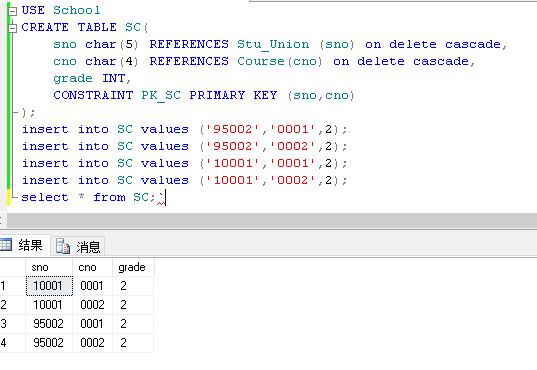 USE School
CREATE TABLE SC(
sno char(5) REFERENCES Stu_Union (sno) on delete cascade,
cno char(4) REFERENCES Course(cno) on delete cascade,
grade INT,
CONSTRAINT PK_SC PRIMARY KEY (sno,cno)
);
insert into SC values ('95002','0001',2);
insert into SC values ('95002','0002',2);
insert into SC values ('10001','0001',2);
insert into SC values ('10001','0002',2);
select * from SC;`
结果 消息
sno cno grade
1 10001 0001 2
2 10001 0002 2
3 95002 0001 2
4 95002 0002 2